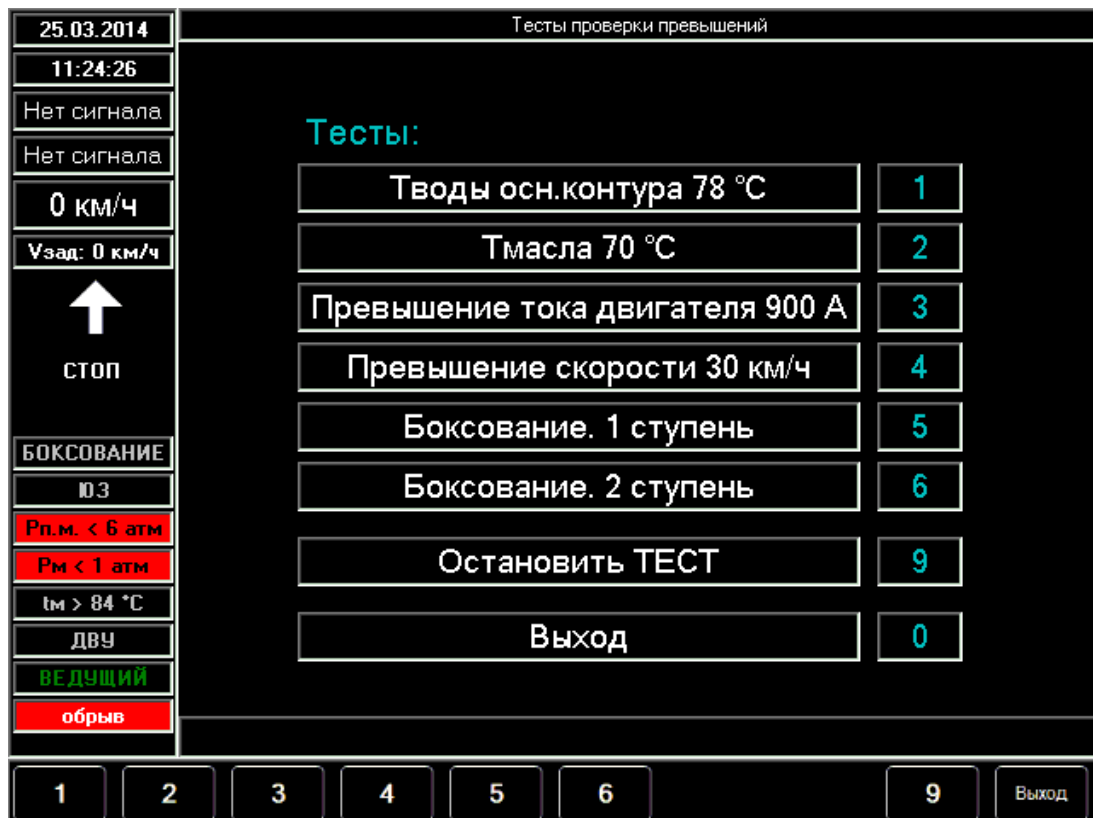 25.03.2014
11:24:26
Нет сигнала
Нет сигнала
0 км/ч
Vзад: 0 км/ч
стоп
БОКСОВАНИЕ
ЮЗ
Рп.м. < 6 атм
Рм < 1 атм
tм > 84 °C
ДВУ
ВЕДУЩИЙ
обрыв
Тесты проверки превышений
Тесты:
Тводы осн.контура 78 °C 1
Тмасла 70 °C 2
Превышение тока двигателя 900 А 3
Превышение скорости 30 км/ч 4
Боксование. 1 ступень 5
Боксование. 2 ступень 6
Остановить ТЕСТ 9
Выход 0
1 2 3 4 5 6 9 Выход